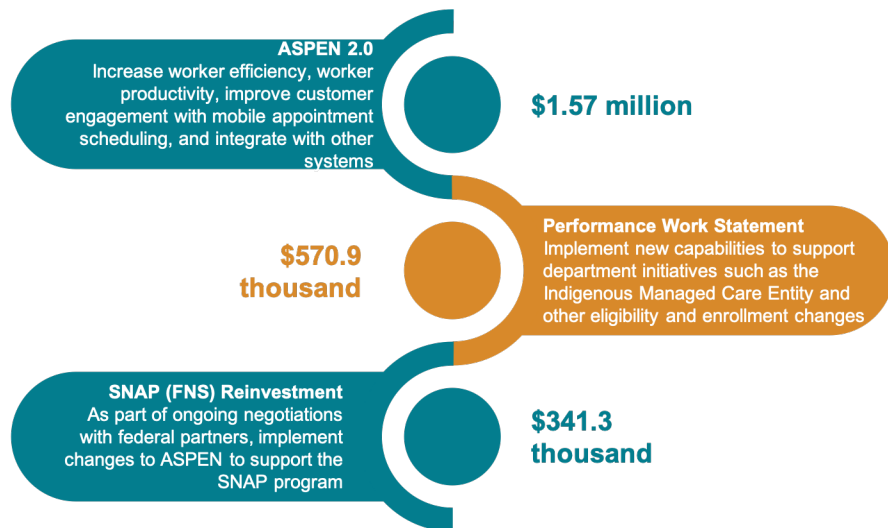 ASPEN 2.0
Increase worker efficiency, worker
productivity, improve customer
engagement with mobile appointment
scheduling, and integrate with other
systems
$1.57 million
$570.9
thousand
Performance Work Statement
Implement new capabilities to support
department initiatives such as the
Indigenous Managed Care Entity and
other eligibility and enrollment changes
SNAP (FNS) Reinvestment
As part of ongoing negotiations
with federal partners, implement
changes to ASPEN to support the
SNAP program
$341.3
thousand